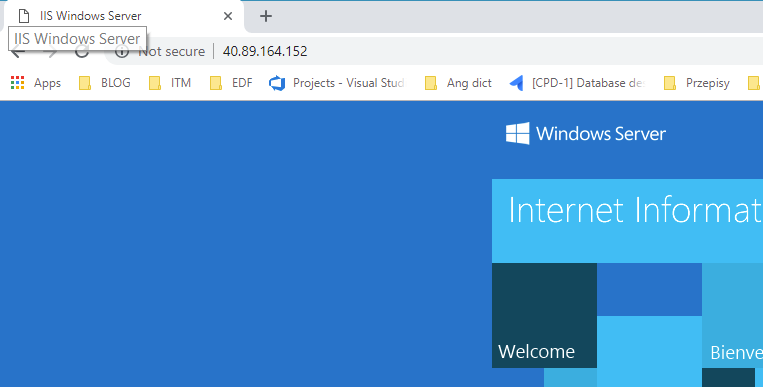 IIS Windows Server
IIS Windows Server
Not secure | 40.89.164.152
Apps BLOG ITM EDF Projects - Visual Stud Ang dict [CPD-1] Database de Przepisy
Windows Server
Internet Informat
Welcome
Bienve